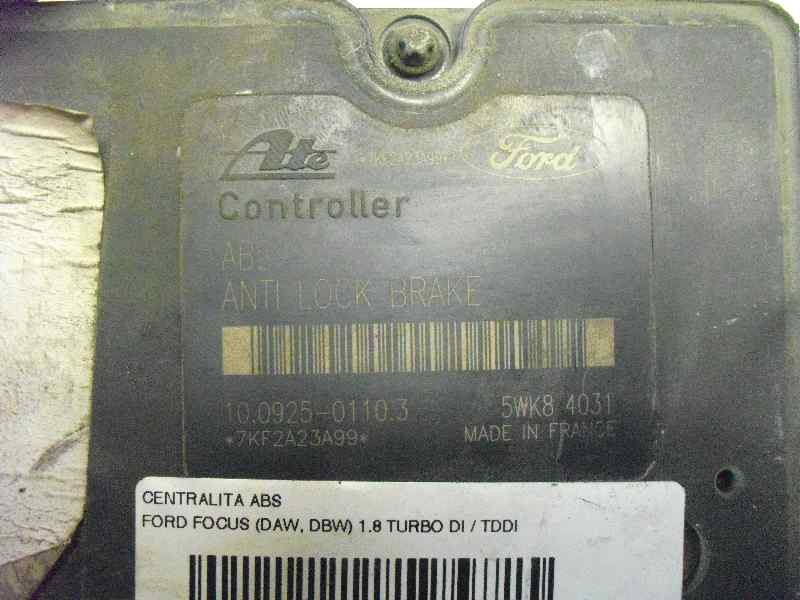 Ate *7KF2A23A99* Ford
Controller
ABS
ANTI LOCK BRAKE
10.0925-0110.3 5WK8 4031
*7KF2A23A99* MADE IN FRANCE
CENTRALITA ABS
FORD FOCUS (DAW, DBW) 1.8 TURBO DI / TDDI